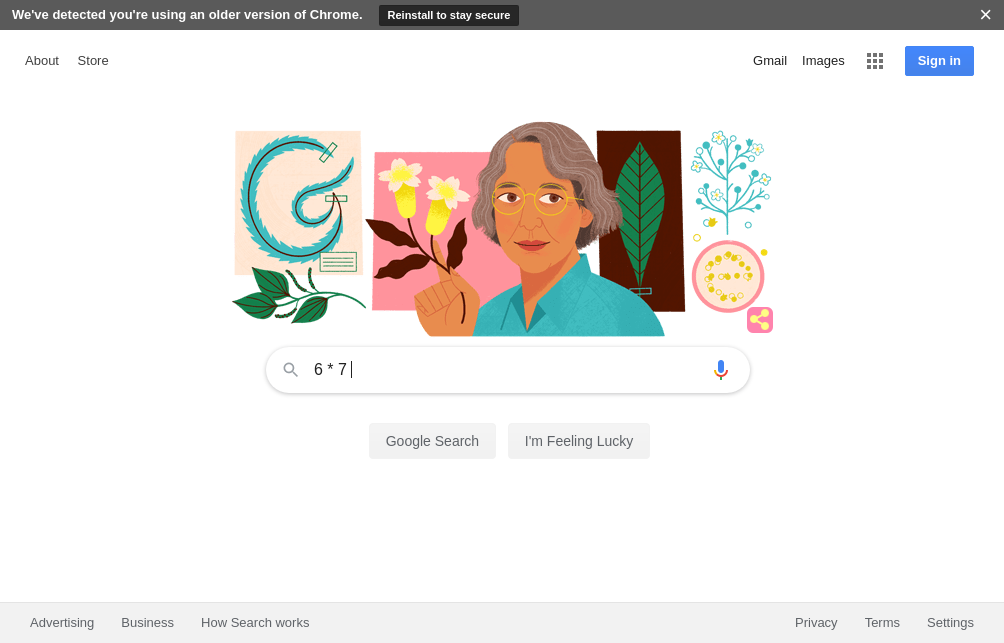 We've detected you're using an older version of Chrome. Reinstall to stay secure
About Store Gmail Images Sign in
6 * 7
Google Search I'm Feeling Lucky
Advertising Business How Search works Privacy Terms Settings